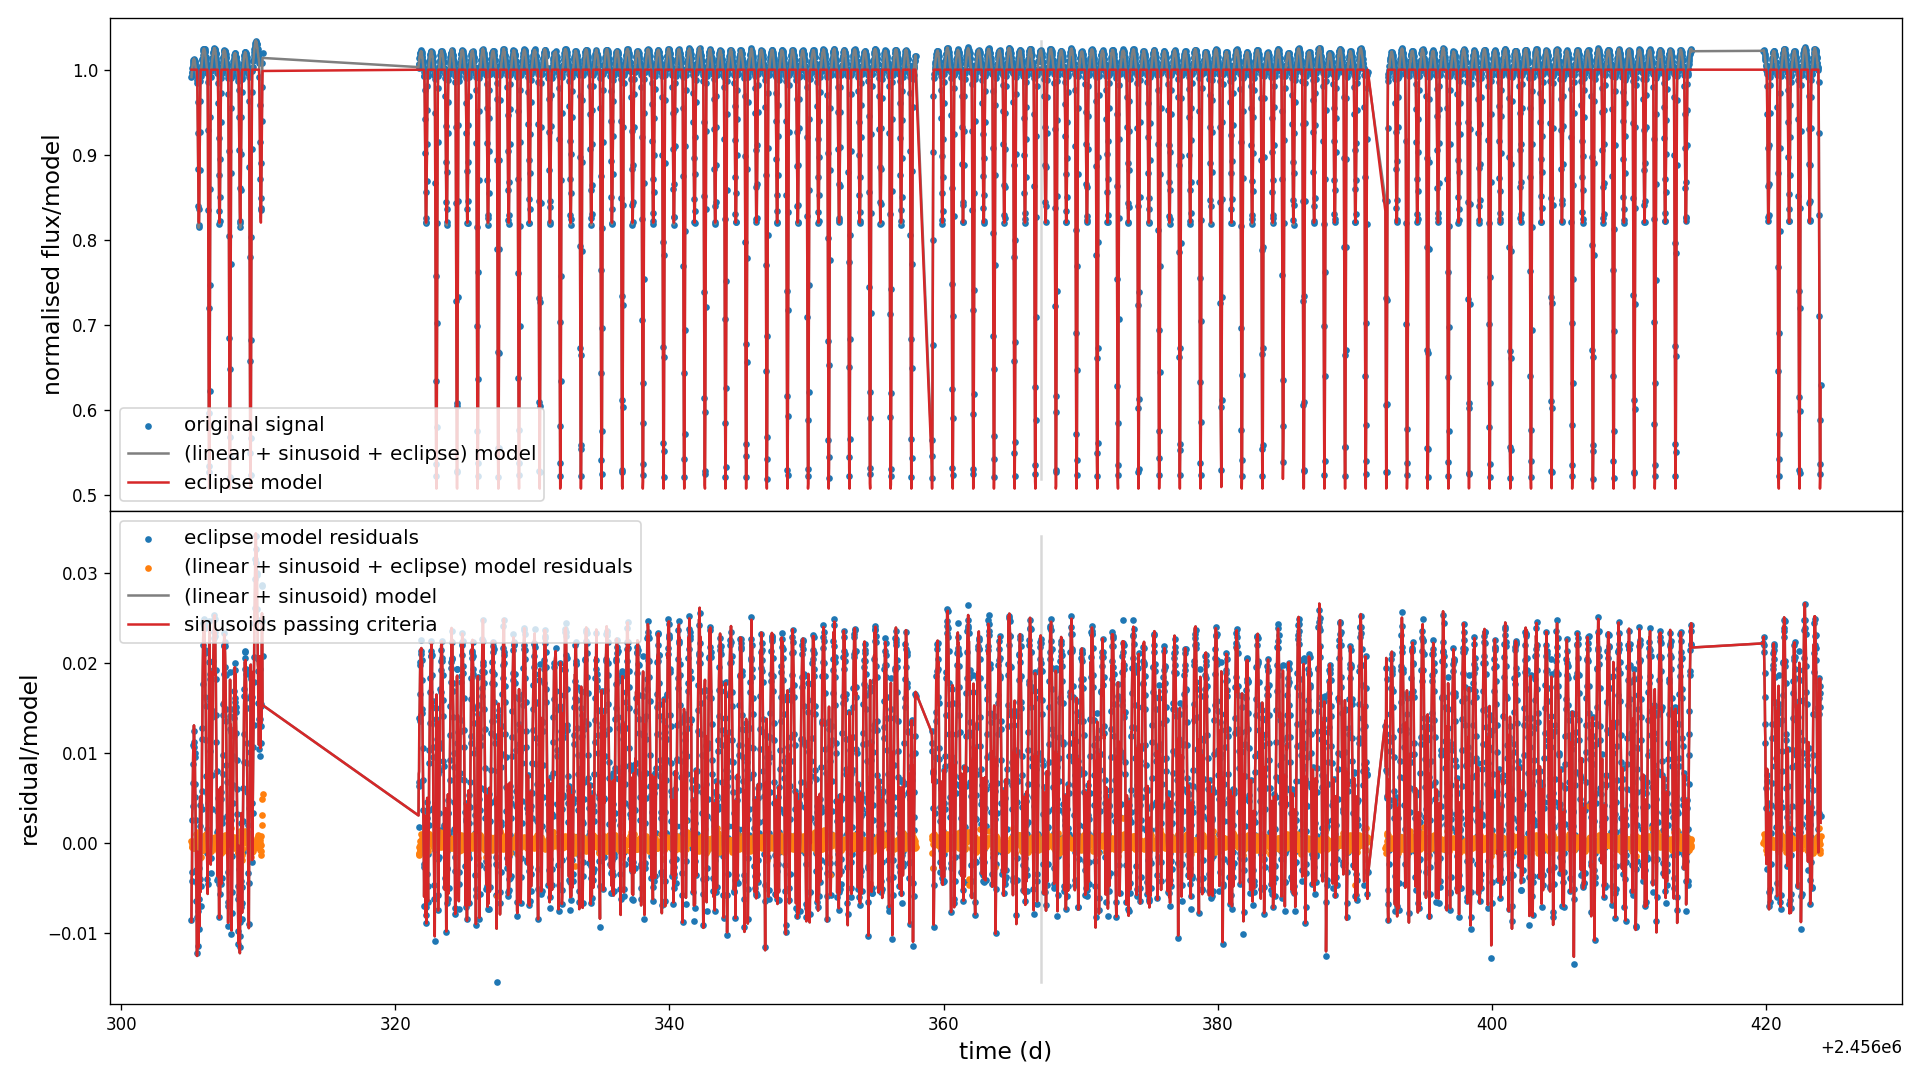 normalised flux/model
1.0
0.9
0.8
0.7
0.6
0.5
original signal
(linear + sinusoid + eclipse) model
eclipse model
residual/model
0.03
0.02
0.01
0.00
−0.01
eclipse model residuals
(linear + sinusoid + eclipse) model residuals
(linear + sinusoid) model
sinusoids passing criteria
300 320 340 360 380 400 420
time (d)
+2.456e6